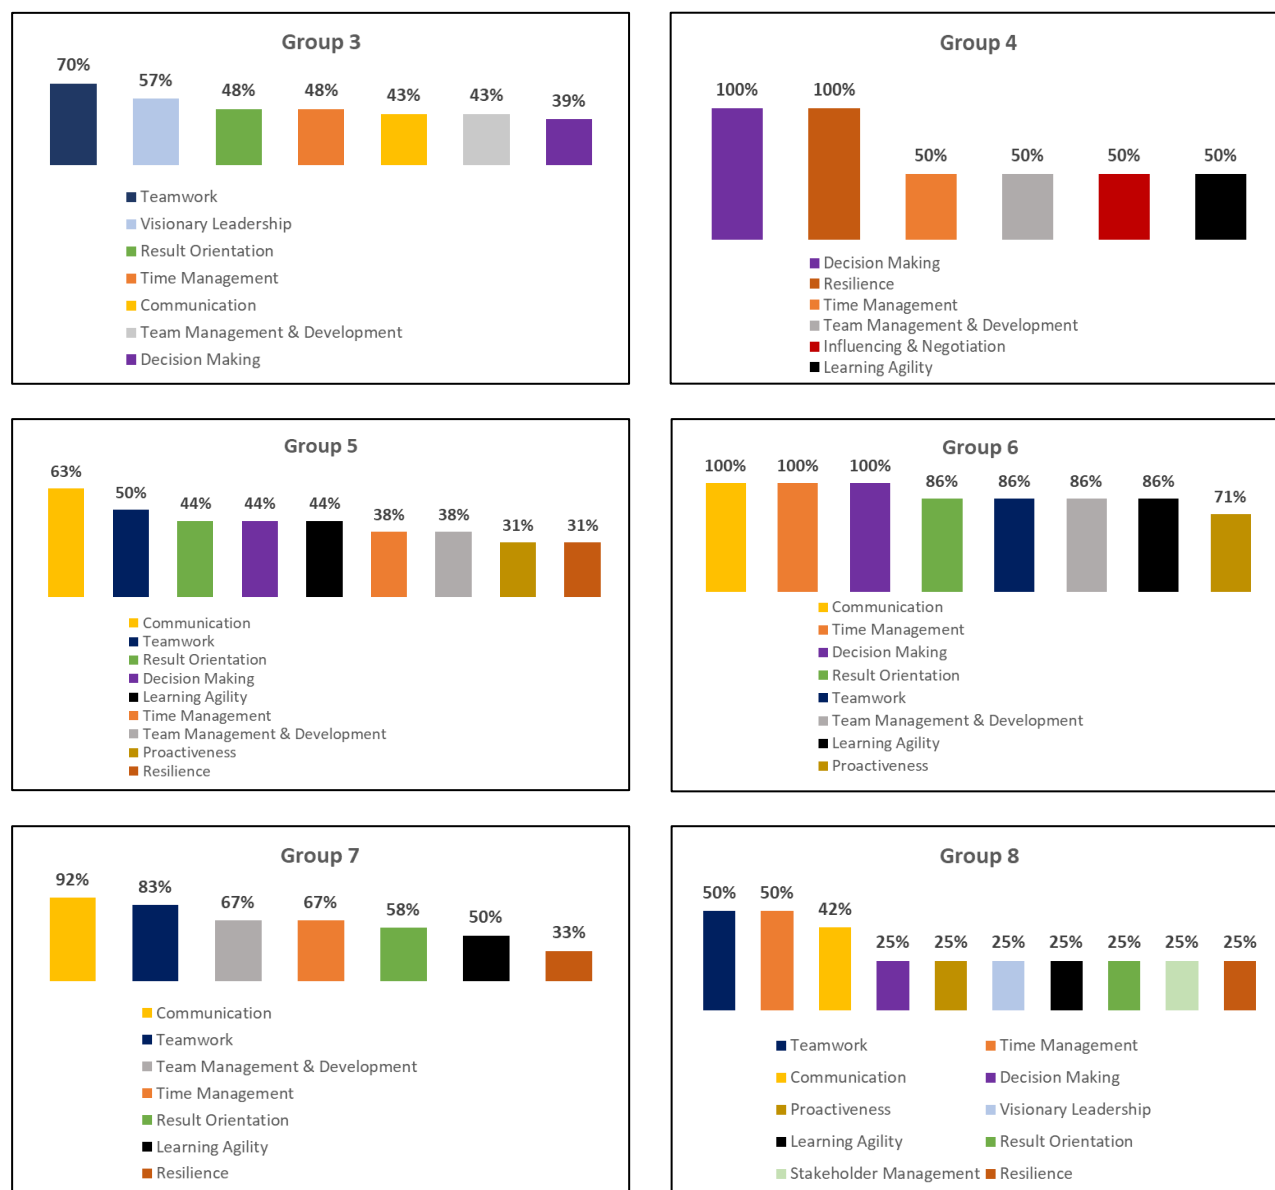 Group 3
70% 57% 48% 48% 43% 43% 39%
Teamwork
Visionary Leadership
Result Orientation
Time Management
Communication
Team Management & Development
Decision Making
Group 4
100% 100% 50% 50% 50% 50%
Decision Making
Resilience
Time Management
Team Management & Development
Influencing & Negotiation
Learning Agility
Group 5
63% 50% 44% 44% 44% 38% 38% 31% 31%
Communication
Teamwork
Result Orientation
Decision Making
Learning Agility
Time Management
Team Management & Development
Proactiveness
Resilience
Group 6
100% 100% 100% 86% 86% 86% 86% 71%
Communication
Time Management
Decision Making
Result Orientation
Teamwork
Team Management & Development
Learning Agility
Proactiveness
Group 7
92% 83% 67% 67% 58% 50% 33%
Communication
Teamwork
Team Management & Development
Time Management
Result Orientation
Learning Agility
Resilience
Group 8
50% 50% 42% 25% 25% 25% 25% 25% 25% 25%
Teamwork Time Management
Communication Decision Making
Proactiveness Visionary Leadership
Learning Agility Result Orientation
Stakeholder Management Resilience